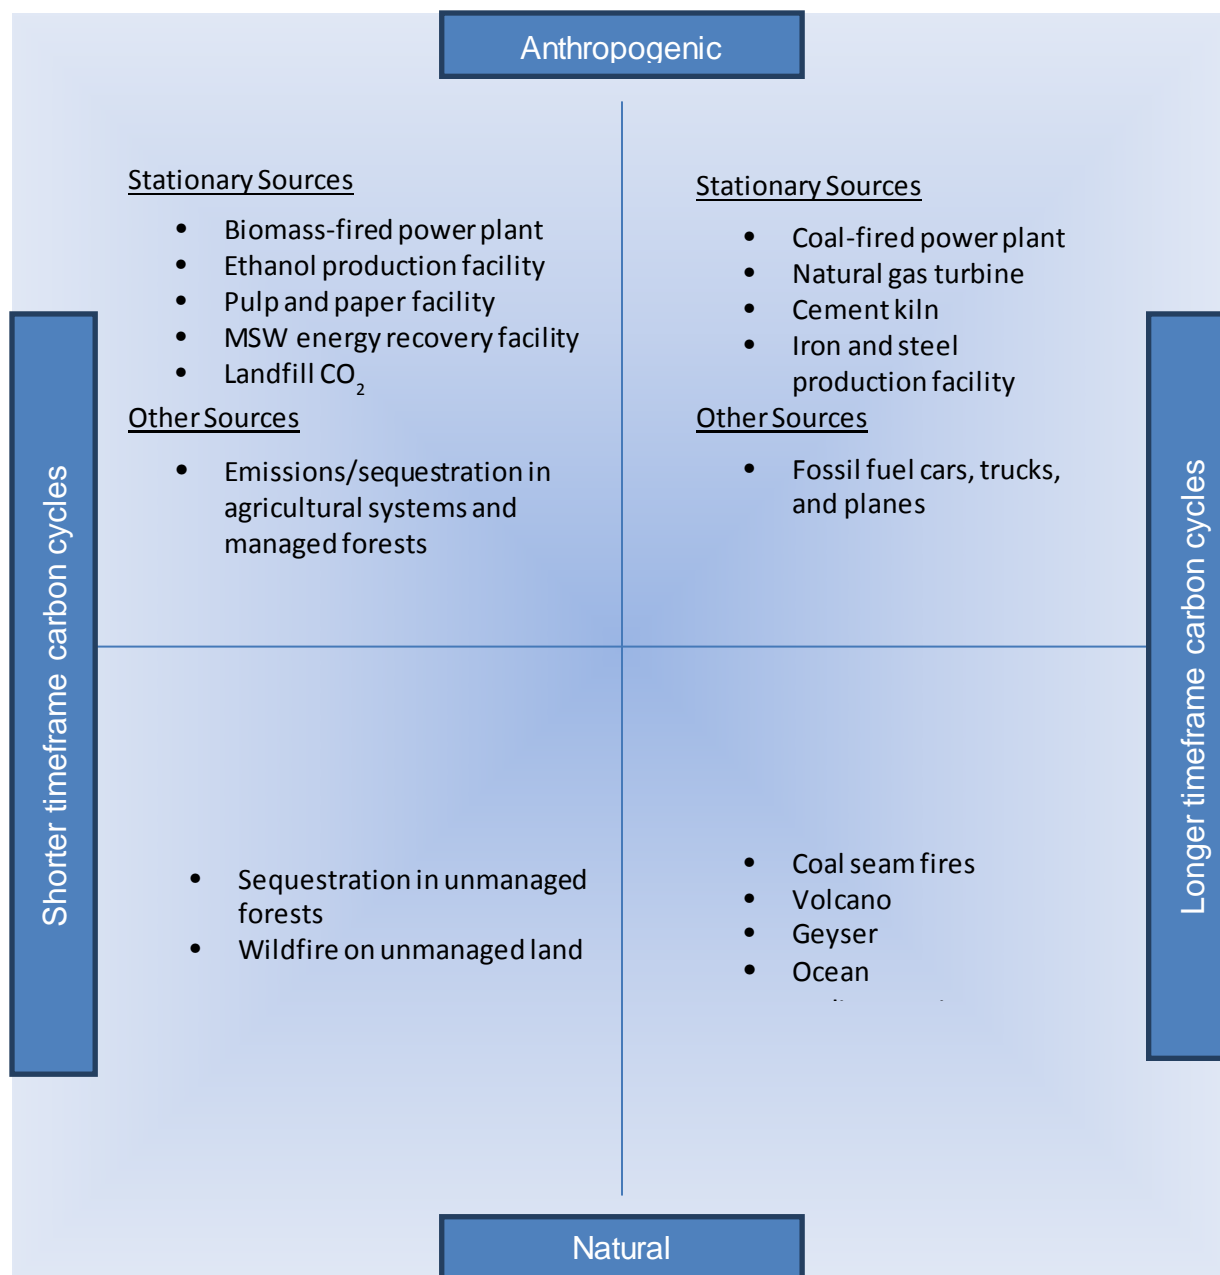 Anthropogenic
Stationary Sources
• Biomass-fired power plant
• Ethanol production facility
• Pulp and paper facility
• MSW energy recovery facility
• Landfill CO₂
Other Sources
• Emissions/sequestration in
agricultural systems and
managed forests
Stationary Sources
• Coal-fired power plant
• Natural gas turbine
• Cement kiln
• Iron and steel
production facility
Other Sources
• Fossil fuel cars, trucks,
and planes
Shorter timeframe carbon cycles
Longer timeframe carbon cycles
• Sequestration in unmanaged
forests
• Wildfire on unmanaged land
• Coal seam fires
• Volcano
• Geyser
• Ocean
Natural